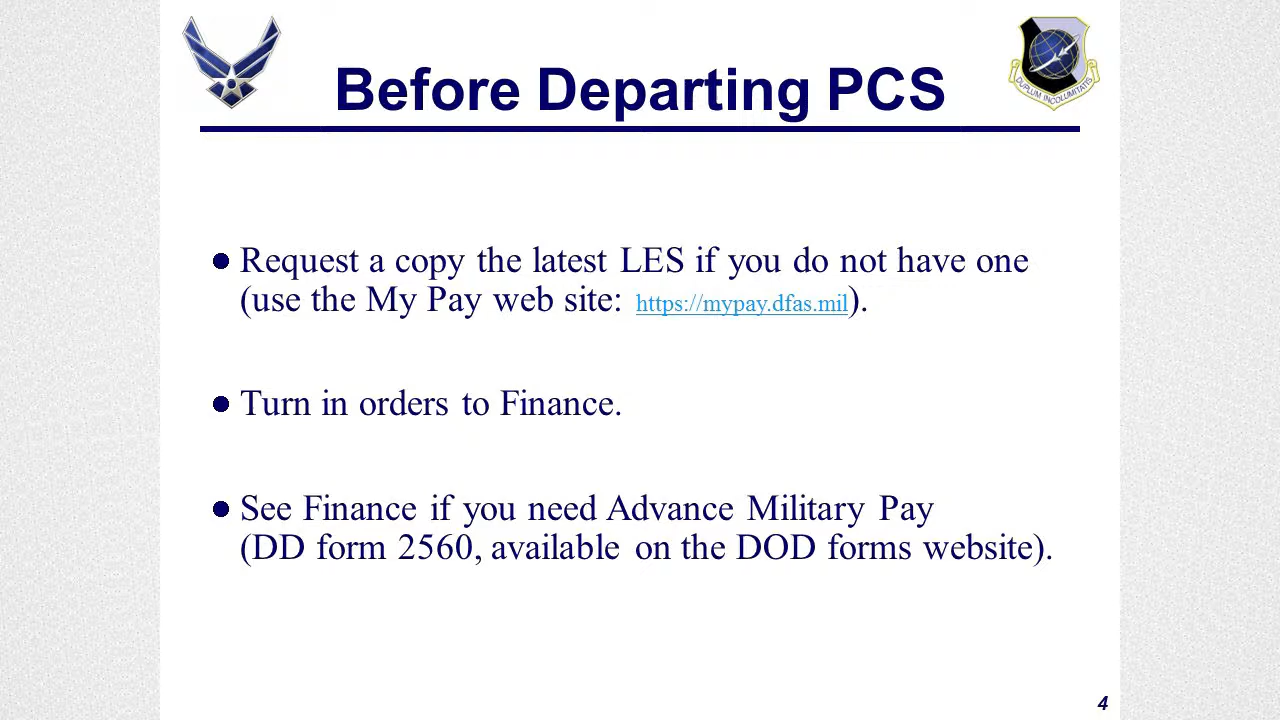 Before Departing PCS
DUPLUM INCOLUMITATIS
● Request a copy the latest LES if you do not have one
(use the My Pay web site: https://mypay.dfas.mil).
● Turn in orders to Finance.
● See Finance if you need Advance Military Pay
(DD form 2560, available on the DOD forms website).
4